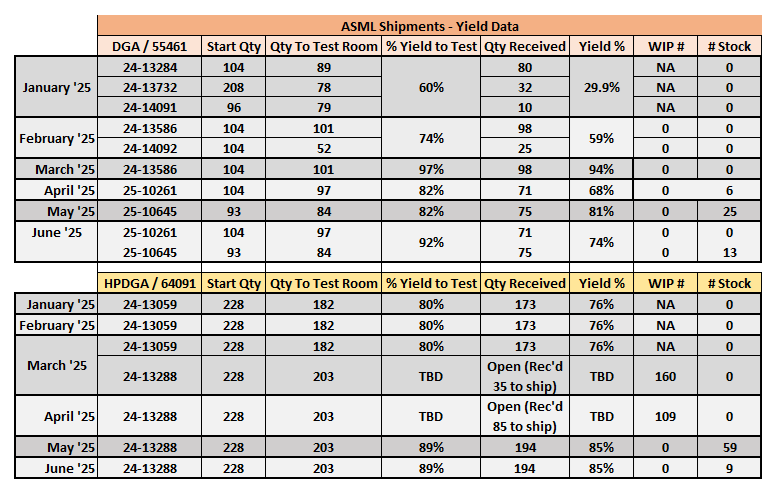 ASML Shipments - Yield Data
DGA / 55461 Start Qty Qty To Test Room % Yield to Test Qty Received Yield % WIP # # Stock
January '25 24-13284 104 89 60% 80 29.9% NA 0
24-13732 208 78 32 NA 0
24-14091 96 79 10 NA 0
February '25 24-13586 104 101 74% 98 59% 0 0
24-14092 104 52 25 0 0
March '25 24-13586 104 101 97% 98 94% 0 0
April '25 25-10261 104 97 82% 71 68% 0 6
May '25 25-10645 93 84 82% 75 81% 0 25
June '25 25-10261 104 97 92% 71 74% 0 0
25-10645 93 84 75 0 13
HPDGA / 64091 Start Qty Qty To Test Room % Yield to Test Qty Received Yield % WIP # # Stock
January '25 24-13059 228 182 80% 173 76% NA 0
February '25 24-13059 228 182 80% 173 76% NA 0
March '25 24-13059 228 182 80% 173 76% NA 0
24-13288 228 203 TBD Open (Rec'd 35 to ship) TBD 160 0
April '25 24-13288 228 203 TBD Open (Rec'd 85 to ship) TBD 109 0
May '25 24-13288 228 203 89% 194 85% 0 59
June '25 24-13288 228 203 89% 194 85% 0 9